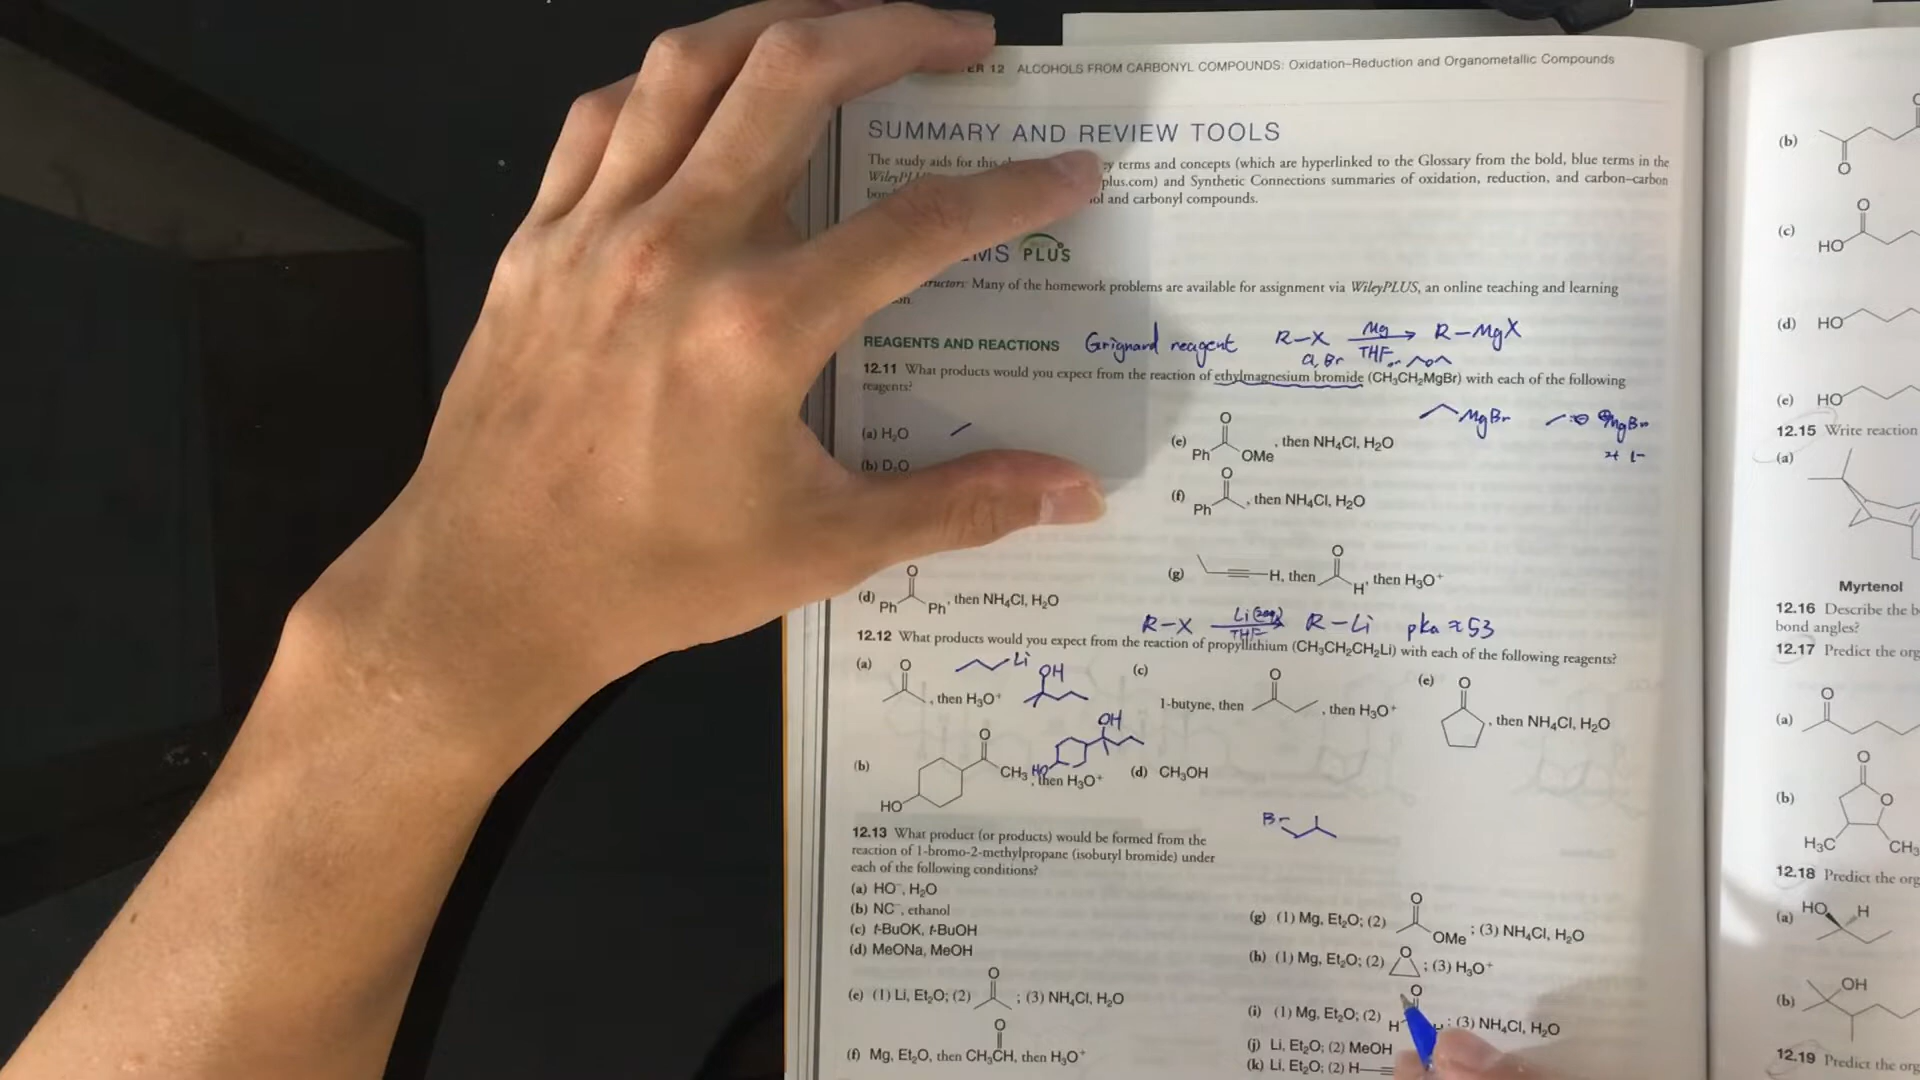 ER 12 ALCOHOLS FROM CARBONYL COMPOUNDS: Oxidation–Reduction and Organometallic Compounds
SUMMARY AND REVIEW TOOLS
The study aids for this terms and concepts (which are hyperlinked to the Glossary from the bold, blue terms in the
plus.com) and Synthetic Connections summaries of oxidation, reduction, and carbon–carbon
and carbonyl compounds.
PLUS
Many of the homework problems are available for assignment via WileyPLUS, an online teaching and learning
REAGENTS AND REACTIONS Grignard reagent R–X Mg R–MgX
Cl, Br THF or
12.11 What products would you expect from the reaction of ethylmagnesium bromide (CH₃CH₂MgBr) with each of the following
reagents?
MgBr MgBr
(a) H₂O
(b) D₂O
(d) Ph O Ph, then NH₄Cl, H₂O
(e) Ph O OMe, then NH₄Cl, H₂O
(f) Ph O, then NH₄Cl, H₂O
(g) H, then O H, then H₃O⁺
R–X Li THF R–Li pka ≈ 53
12.12 What products would you expect from the reaction of propyllithium (CH₃CH₂CH₂Li) with each of the following reagents?
(a) O, then H₃O⁺ Li OH
(b) HO O CH₃, then H₃O⁺ HO OH
(c) 1-butyne, then O, then H₃O⁺
(d) CH₃OH
(e) O, then NH₄Cl, H₂O
Br
12.13 What product (or products) would be formed from the
reaction of 1-bromo-2-methylpropane (isobutyl bromide) under
each of the following conditions?
(a) HO⁻, H₂O
(b) NC⁻, ethanol
(c) t-BuOK, t-BuOH
(d) MeONa, MeOH
(e) (1) Li, Et₂O; (2) O ; (3) NH₄Cl, H₂O
(f) Mg, Et₂O, then CH₃CH O, then H₃O⁺
(g) (1) Mg, Et₂O; (2) O OMe ; (3) NH₄Cl, H₂O
(h) (1) Mg, Et₂O; (2) O ; (3) H₃O⁺
(i) (1) Mg, Et₂O; (2) O H ; (3) NH₄Cl, H₂O
(j) Li, Et₂O; (2) MeOH
(k) Li, Et₂O; (2) H
(b) O O
(c) HO O
(d) HO
(e) HO
12.15 Write reaction
(a)
Myrtenol
12.16 Describe the b
bond angles?
12.17 Predict the org
(a) O
(b) O O H₃C CH₃
12.18 Predict the org
(a) HO H
(b) OH
12.19 Predict the org